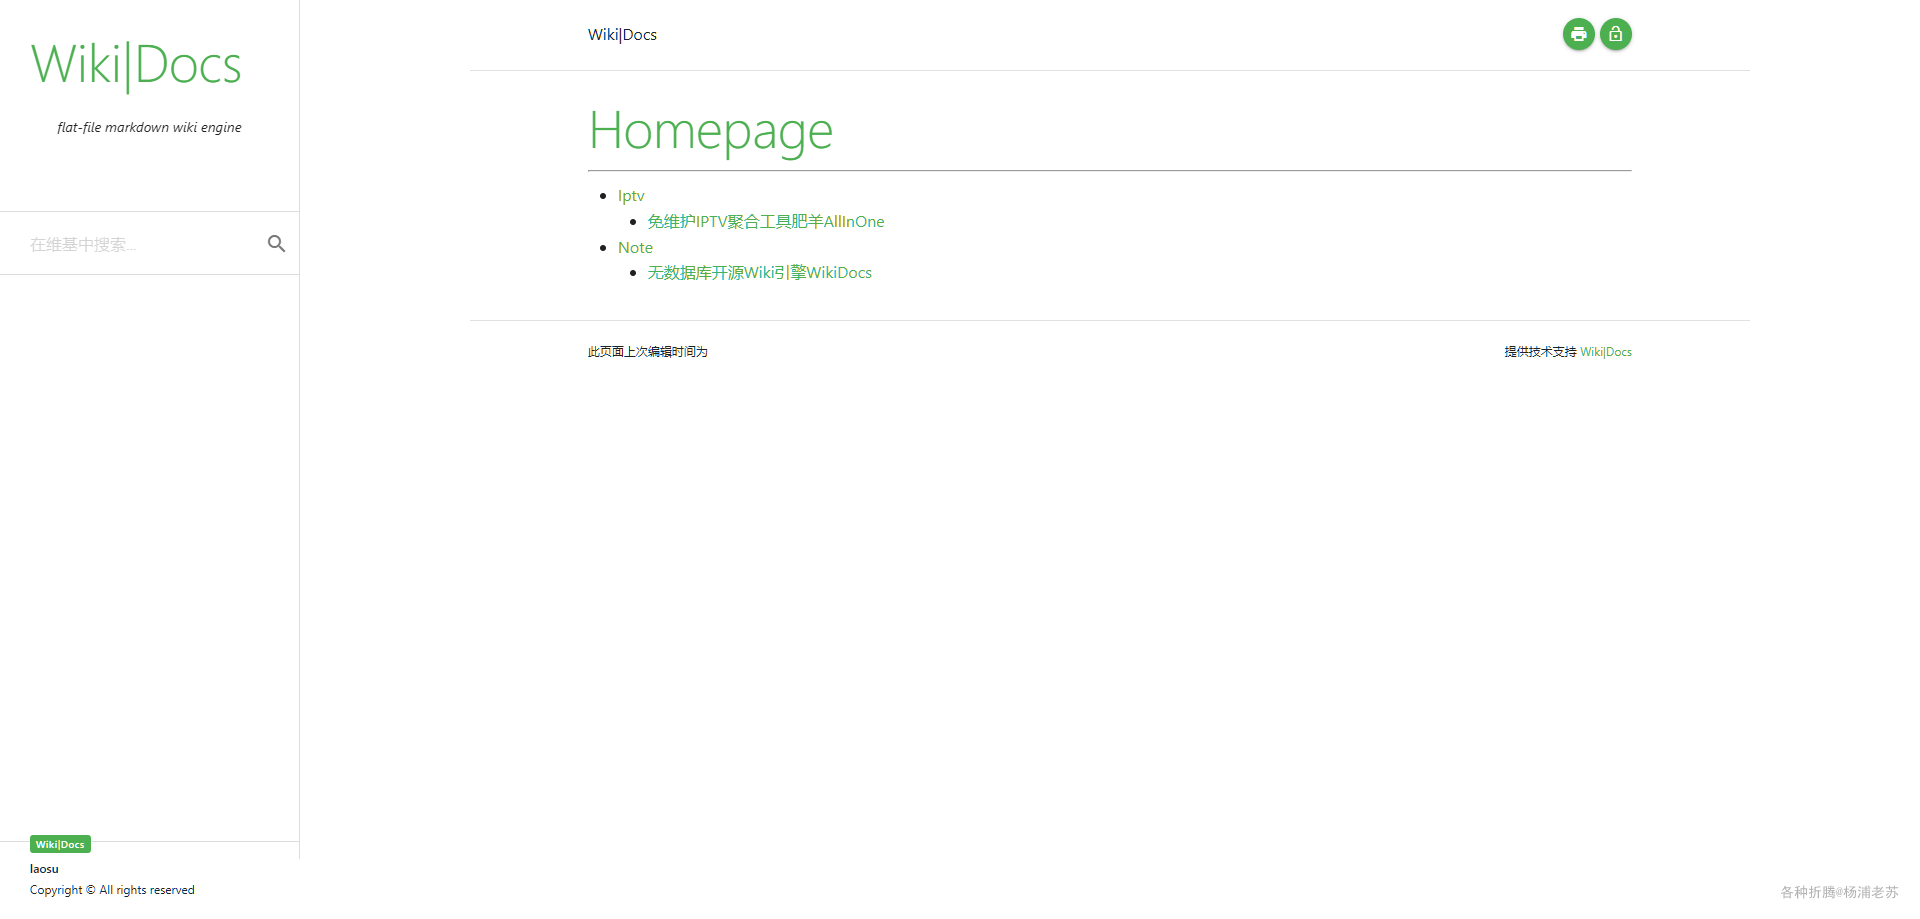 Wiki|Docs
flat-file markdown wiki engine
在维基中搜索...
Wiki|Docs
laosu
Copyright © All rights reserved
Wiki|Docs
Homepage
Iptv
免维护IPTV聚合工具肥羊AllInOne
Note
无数据库开源Wiki引擎WikiDocs
此页面上次编辑时间为
提供技术支持 Wiki|Docs
各种折腾@杨浦老苏